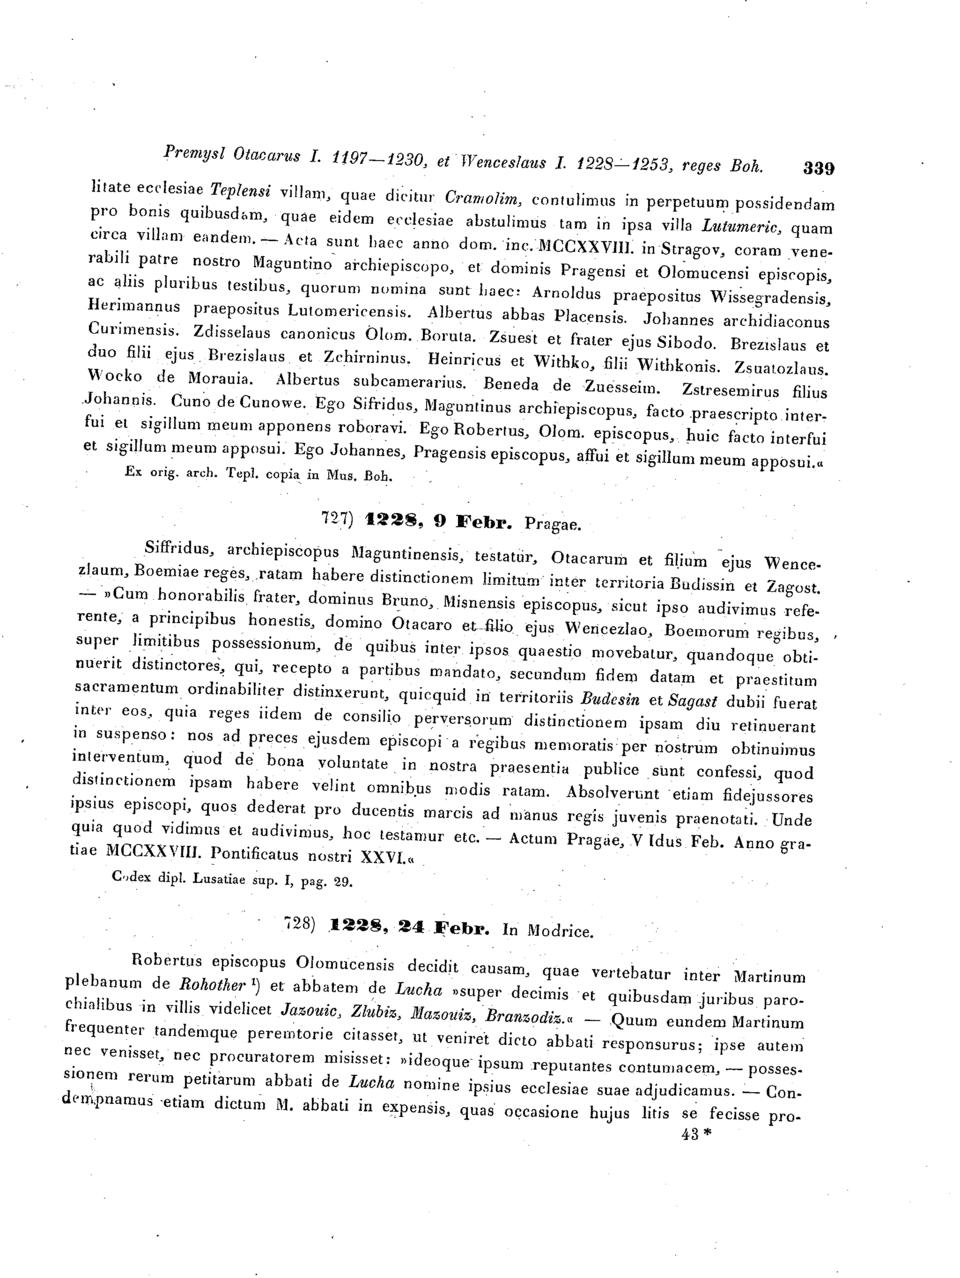 Premysl Otacarus I. 1197—1230, et Wenceslaus I. 1228—1253, reges Boh. 339
litate ecclesiae Teplensi villam, quae dicitur Cramolim, contulimus in perpetuum possidendam
pro bonis quibusdam, quae eidem ecclesiae abstulimus tam in ipsa villa Lutumeric, quam
circa villam eandem. — Acta sunt haec anno dom. inc. MCCXXVIII. in Stragov, coram vene-
rabili patre nostro Maguntino archiepiscopo, et dominis Pragensi et Olomucensi episcopis,
ac aliis pluribus testibus, quorum nomina sunt haec: Arnoldus praepositus Wissegradensis,
Herimannus praepositus Lutomericensis. Albertus abbas Placensis. Johannes archidiaconus
Curimensis. Zdisselaus canonicus Olom. Boruta. Zsuest et frater ejus Sibodo. Brezislaus et
duo filii ejus Brezislaus et Zchirninus. Heinricus et Withko, filii Withkonis. Zsuatozlaus.
Wocko de Morauia. Albertus subcamerarius. Beneda de Zuesseim. Zstresemirus filius
Johannis. Cuno de Cunowe. Ego Sifridus, Maguntinus archiepiscopus, facto praescripto inter-
fui et sigillum meum apponens roboravi. Ego Robertus, Olom. episcopus, huic facto interfui
et sigillum meum apposui. Ego Johannes, Pragensis episcopus, affui et sigillum meum apposui.«
Ex orig. arch. Tepl. copia in Mus. Boh.
727) 1228, 9 Febr. Pragae.
Siffridus, archiepiscopus Maguntinensis, testatur, Otacarum et filium ejus Wence-
zlaum, Boemiae reges, ratam habere distinctionem limitum inter territoria Budissin et Zagost.
— »Cum honorabilis frater, dominus Bruno, Misnensis episcopus, sicut ipso audivimus refe-
rente, a principibus honestis, domino Otacaro et filio ejus Wencezlao, Boemorum regibus,
super limitibus possessionum, de quibus inter ipsos quaestio movebatur, quandoque obti-
nuerit distinctores, qui, recepto a partibus mandato, secundum fidem datam et praestitum
sacramentum ordinabiliter distinxerunt, quicquid in territoriis Budesin et Sagast dubii fuerat
inter eos, quia reges iidem de consilio perversorum distinctionem ipsam diu retinuerant
in suspenso: nos ad preces ejusdem episcopi a regibus memoratis per nostrum obtinuimus
interventum, quod de bona voluntate in nostra praesentia publice sunt confessi, quod
distinctionem ipsam habere velint omnibus modis ratam. Absolverunt etiam fidejussores
ipsius episcopi, quos dederat pro ducentis marcis ad manus regis juvenis praenotati. Unde
quia quod vidimus et audivimus, hoc testamur etc. — Actum Pragae, V Idus Feb. Anno gra-
tiae MCCXXVIII. Pontificatus nostri XXVI.«
Codex dipl. Lusatiae sup. I, pag. 29.
728) 1228, 24 Febr. In Modrice.
Robertus episcopus Olomucensis decidit causam, quae vertebatur inter Martinum
plebanum de Rohother ¹) et abbatem de Lucha »super decimis et quibusdam juribus paro-
chialibus in villis videlicet Jazouic, Zlubiz, Mazouiz, Branzodiz.« — Quum eundem Martinum
frequenter tandemque peremtorie citasset, ut veniret dicto abbati responsurus; ipse autem
nec venisset, nec procuratorem misisset: »ideoque ipsum reputantes contumacem, — posses-
sionem rerum petitarum abbati de Lucha nomine ipsius ecclesiae suae adjudicamus. — Con-
dempnamus etiam dictum M. abbati in expensis, quas occasione hujus litis se fecisse pro-
43*